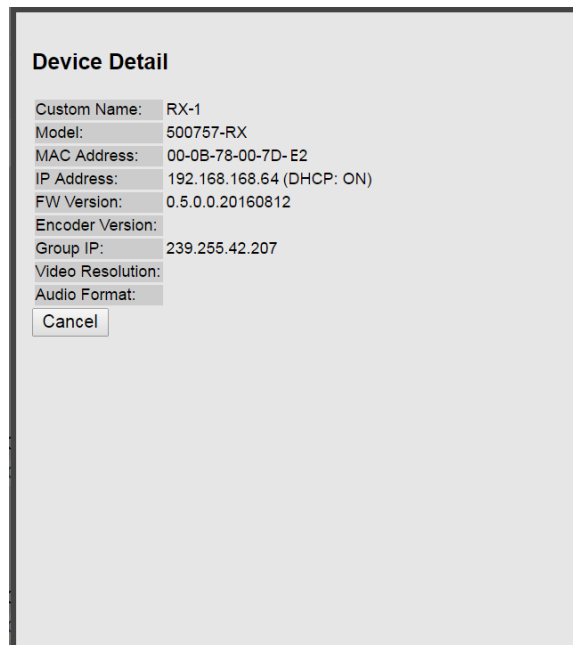 Device Detail
Custom Name: RX-1
Model: 500757-RX
MAC Address: 00-0B-78-00-7D-E2
IP Address: 192.168.168.64 (DHCP: ON)
FW Version: 0.5.0.0.20160812
Encoder Version:
Group IP: 239.255.42.207
Video Resolution:
Audio Format:
Cancel